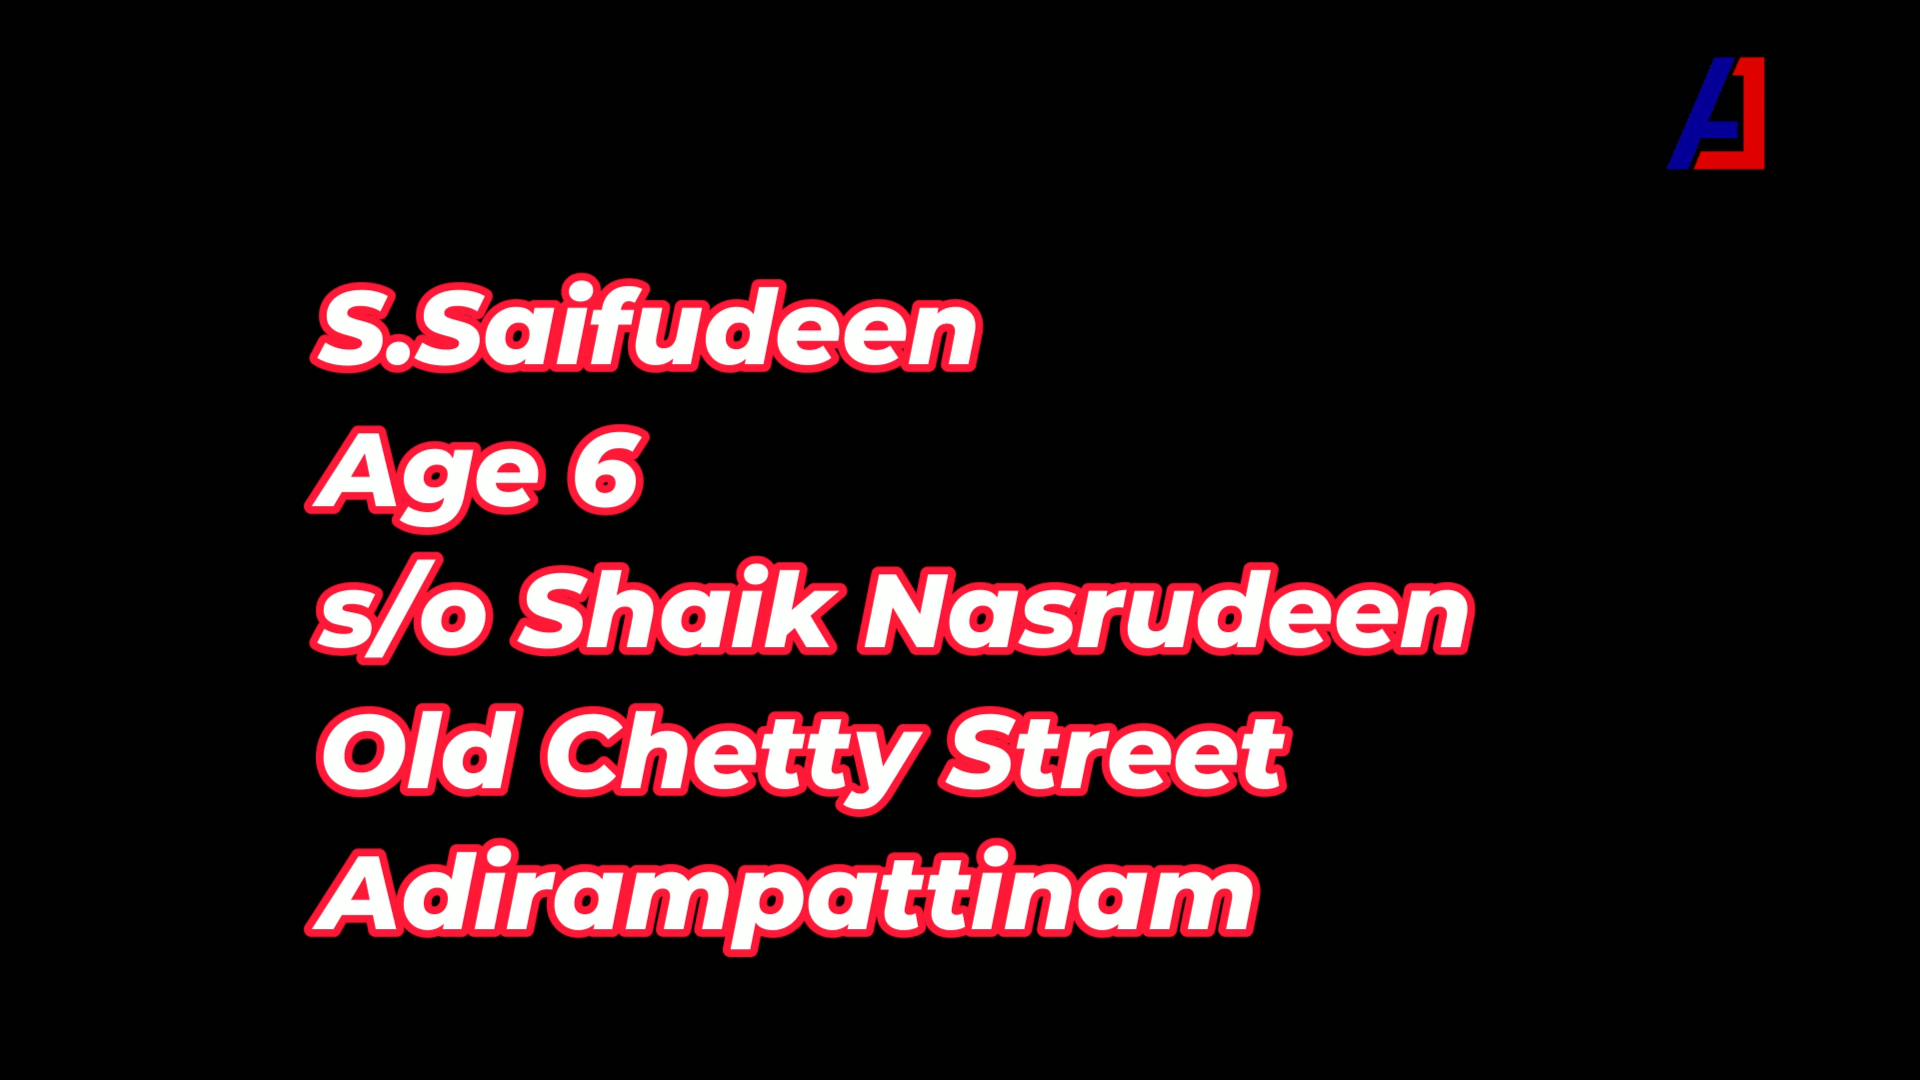 S.Saifudeen
Age 6
s/o Shaik Nasrudeen
Old Chetty Street
Adirampattinam